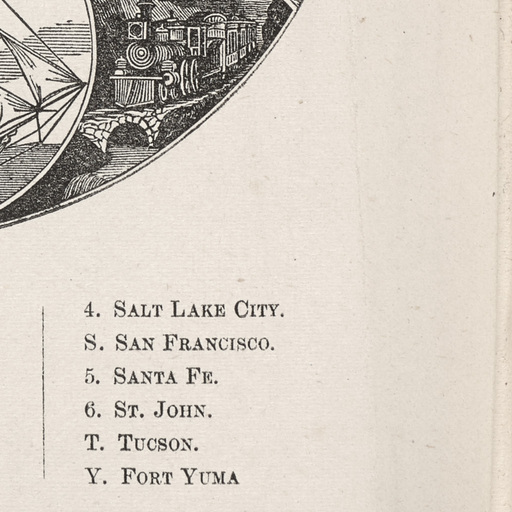 4. Salt Lake City.
S. San Francisco.
5. Santa Fe.
6. St. John.
T. Tucson.
Y. Fort Yuma